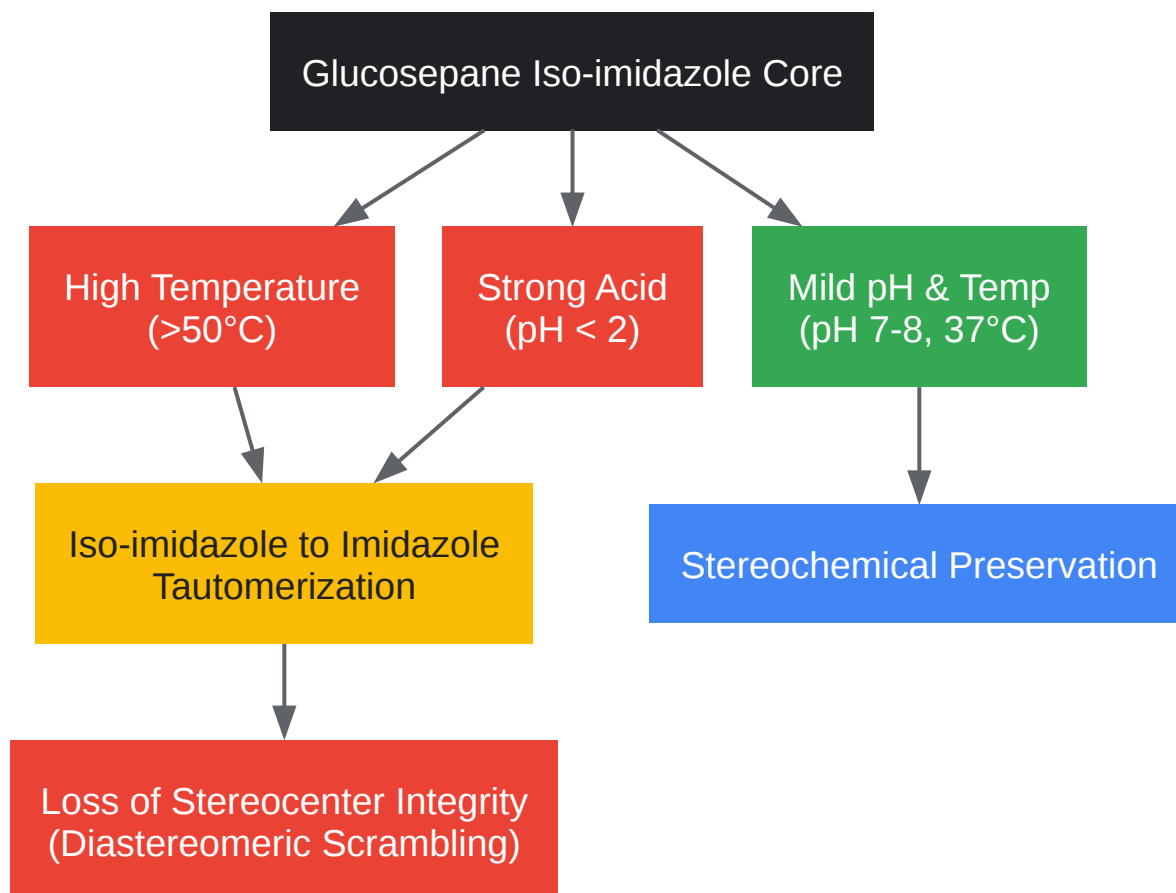 Glucosepane Iso-imidazole Core
High Temperature
(>50°C)
Strong Acid
(pH < 2)
Mild pH & Temp
(pH 7-8, 37°C)
Iso-imidazole to Imidazole
Tautomerization
Stereochemical Preservation
Loss of Stereocenter Integrity
(Diastereomeric Scrambling)